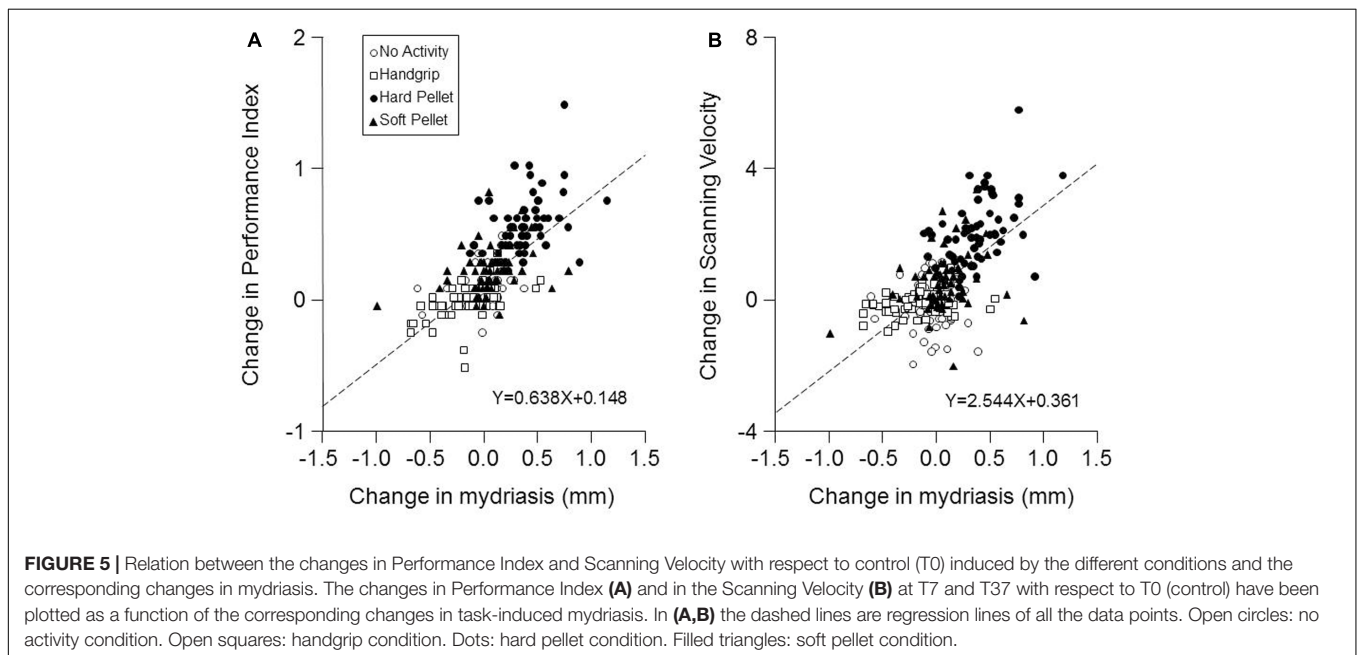 A
2
1
0
-1
Change in Performance Index
No Activity
Handgrip
Hard Pellet
Soft Pellet
Y=0.638X+0.148
-1.5 -1.0 -0.5 0.0 0.5 1.0 1.5
Change in mydriasis (mm)
B
8
4
0
-4
Change in Scanning Velocity
Y=2.544X+0.361
-1.5 -1.0 -0.5 0.0 0.5 1.0 1.5
Change in mydriasis (mm)
FIGURE 5 | Relation between the changes in Performance Index and Scanning Velocity with respect to control (T0) induced by the different conditions and the
corresponding changes in mydriasis. The changes in Performance Index (A) and in the Scanning Velocity (B) at T7 and T37 with respect to T0 (control) have been
plotted as a function of the corresponding changes in task-induced mydriasis. In (A,B) the dashed lines are regression lines of all the data points. Open circles: no
activity condition. Open squares: handgrip condition. Dots: hard pellet condition. Filled triangles: soft pellet condition.